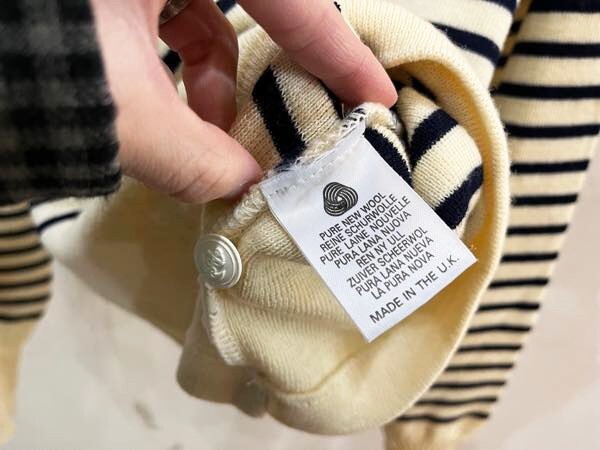 PURE NEW WOOL
REINE SCHURWOLLE
PURE LAINE NOUVELLE
PURA LANA NUOVA
REN NY ULL
ZUIVER SCHEERWOL
PURA LANA NUEVA
LA PURA NOVA
MADE IN THE U.K.